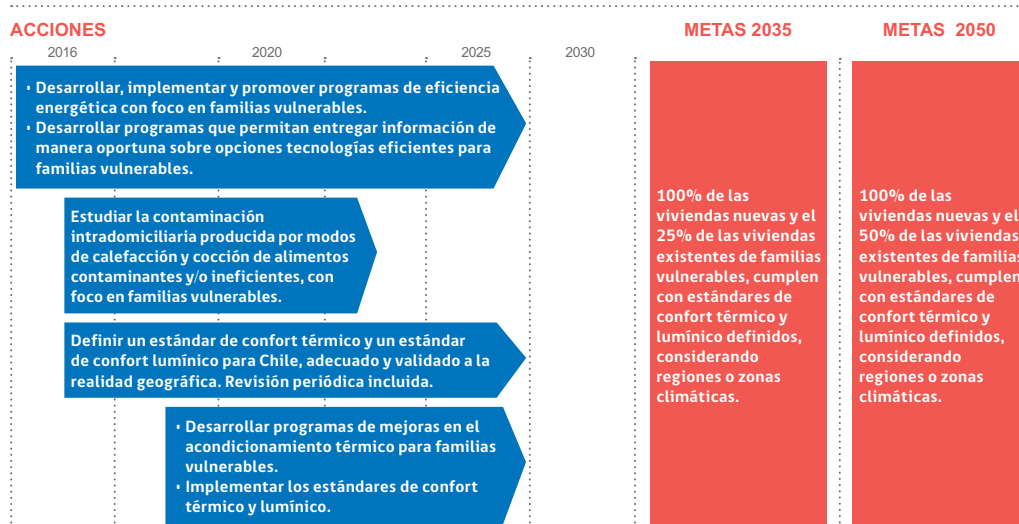 ACCIONES
METAS 2035
METAS 2050
2016
2020
2025
2030
• Desarrollar, implementar y promover programas de eficiencia
energética con foco en familias vulnerables.
• Desarrollar programas que permitan entregar información de
manera oportuna sobre opciones tecnologías eficientes para
familias vulnerables.
Estudiar la contaminación
intradomiciliaria producida por modos
de calefacción y cocción de alimentos
contaminantes y/o ineficientes, con
foco en familias vulnerables.
Definir un estándar de confort térmico y un estándar
de confort lumínico para Chile, adecuado y validado a la
realidad geográfica. Revisión periódica incluida.
• Desarrollar programas de mejoras en el
acondicionamiento térmico para familias
vulnerables.
• Implementar los estándares de confort
térmico y lumínico.
100% de las
viviendas nuevas y el
25% de las viviendas
existentes de familias
vulnerables, cumplen
con estándares de
confort térmico y
lumínico definidos,
considerando
regiones o zonas
climáticas.
100% de las
viviendas nuevas y el
50% de las viviendas
existentes de familias
vulnerables, cumplen
con estándares de
confort térmico y
lumínico definidos,
considerando
regiones o zonas
climáticas.